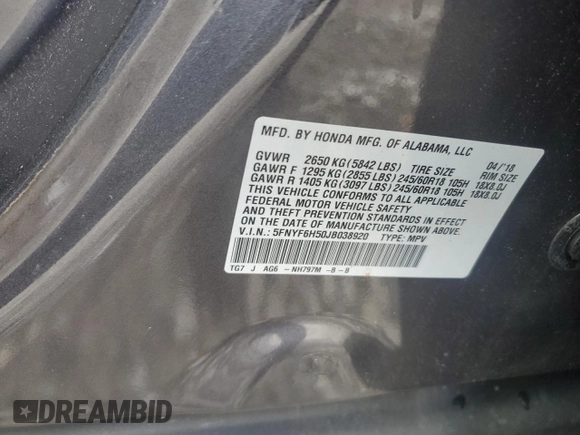 MFD. BY HONDA MFG. OF ALABAMA, LLC
04/'18
GVWR 2650 KG (5842 LBS) TIRE SIZE RIM SIZE
GAWR F 1295 KG (2855 LBS) 245/60R18 105H 18X8.0J
GAWR R 1405 KG (3097 LBS) 245/60R18 105H 18X8.0J
THIS VEHICLE CONFORMS TO ALL APPLICABLE
FEDERAL MOTOR VEHICLE SAFETY
AND THEFT PREVENTION STANDARDS IN EFFECT
ON THE DATE OF MANUFACTURE SHOWN ABOVE.
V.I.N.: 5FNYF6H50JB038920 TYPE: MPV
TG7 J AG6 - NH797M -B-B
DREAMBID